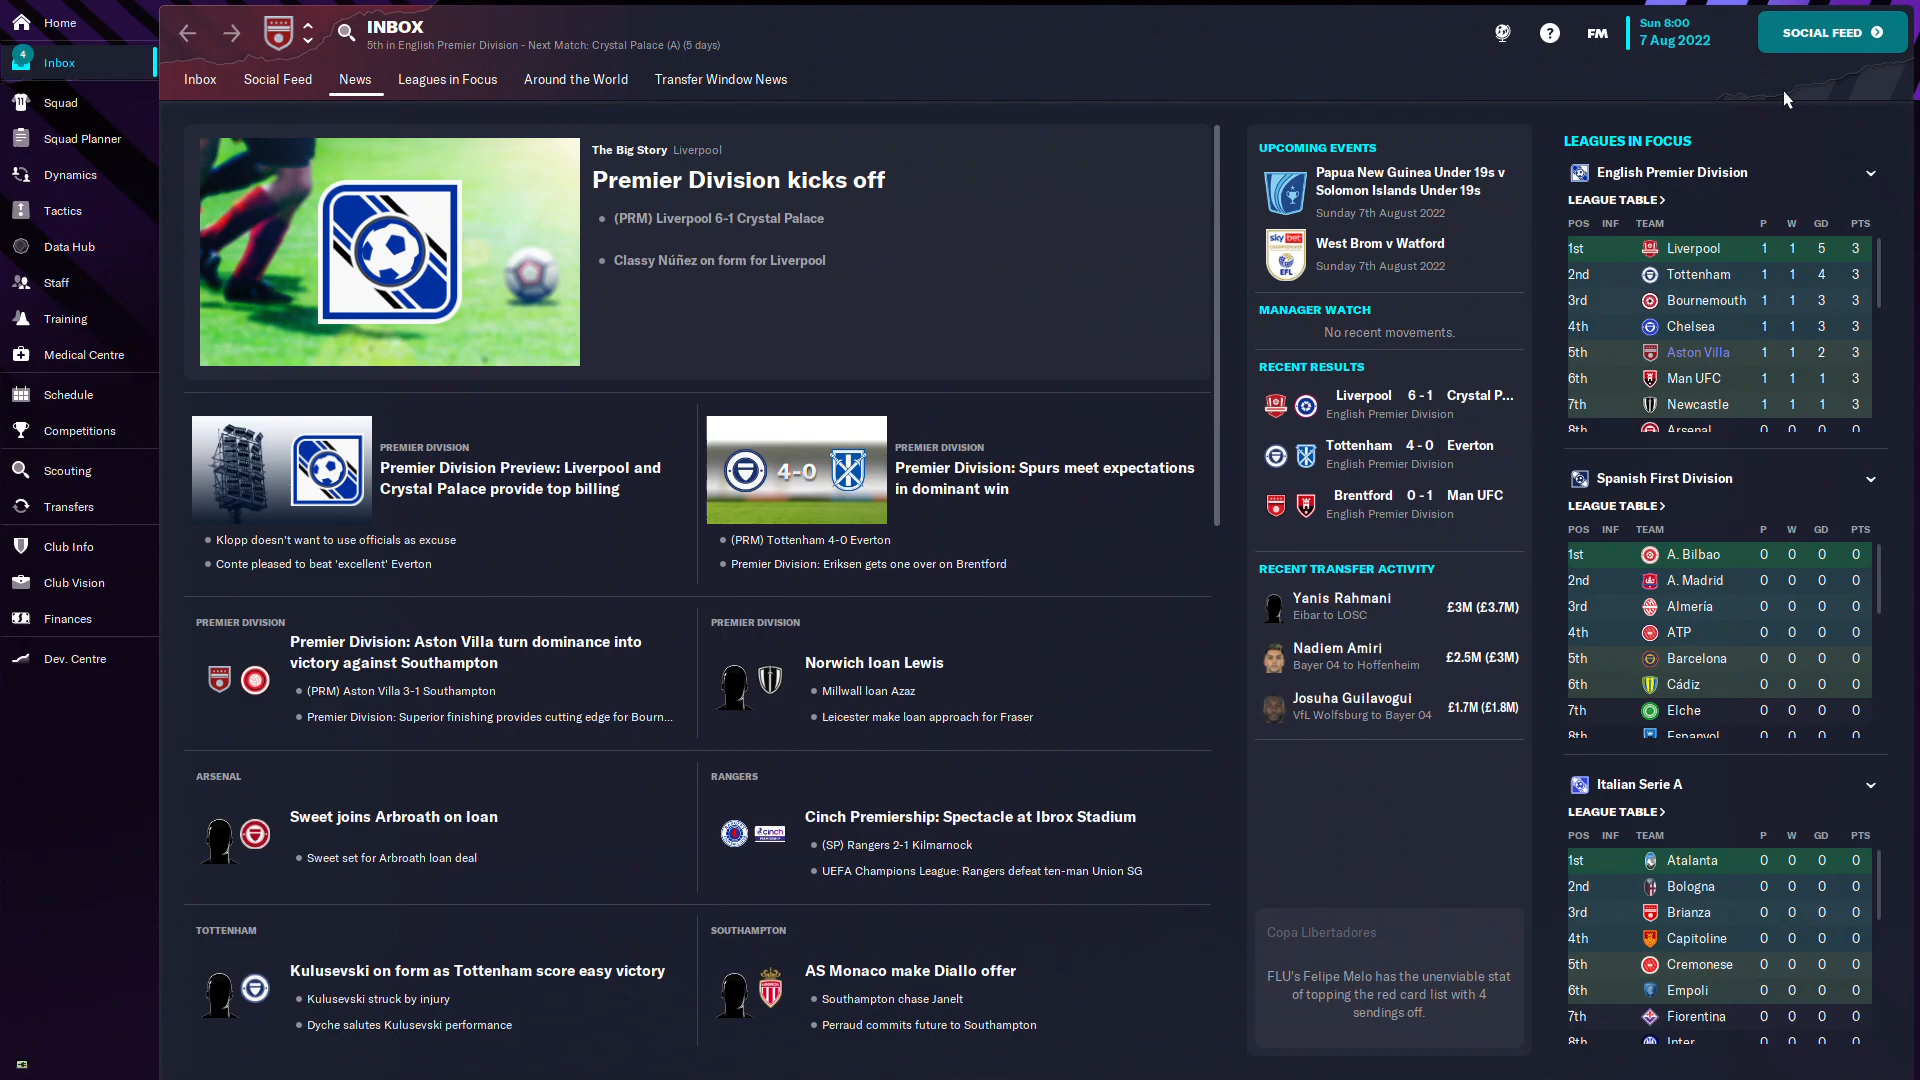 Home
4
Inbox
Squad
Squad Planner
Dynamics
Tactics
Data Hub
Staff
Training
Medical Centre
Schedule
Competitions
Scouting
Transfers
Club Info
Club Vision
Finances
Dev. Centre
INBOX
5th in English Premier Division - Next Match: Crystal Palace (A) (5 days)
FM
Sun 8:00
7 Aug 2022
SOCIAL FEED
Inbox Social Feed News Leagues in Focus Around the World Transfer Window News
The Big Story Liverpool
Premier Division kicks off
(PRM) Liverpool 6-1 Crystal Palace
Classy Núñez on form for Liverpool
PREMIER DIVISION
Premier Division Preview: Liverpool and
Crystal Palace provide top billing
Klopp doesn't want to use officials as excuse
Conte pleased to beat 'excellent' Everton
4-0
PREMIER DIVISION
Premier Division: Spurs meet expectations
in dominant win
(PRM) Tottenham 4-0 Everton
Premier Division: Eriksen gets one over on Brentford
PREMIER DIVISION
Premier Division: Aston Villa turn dominance into
victory against Southampton
(PRM) Aston Villa 3-1 Southampton
Premier Division: Superior finishing provides cutting edge for Bourn...
PREMIER DIVISION
Norwich loan Lewis
Millwall loan Azaz
Leicester make loan approach for Fraser
ARSENAL
Sweet joins Arbroath on loan
Sweet set for Arbroath loan deal
RANGERS
cinch
Cinch Premiership: Spectacle at Ibrox Stadium
(SP) Rangers 2-1 Kilmarnock
UEFA Champions League: Rangers defeat ten-man Union SG
TOTTENHAM
Kulusevski on form as Tottenham score easy victory
Kulusevski struck by injury
Dyche salutes Kulusevski performance
SOUTHAMPTON
AS Monaco make Diallo offer
Southampton chase Janelt
Perraud commits future to Southampton
UPCOMING EVENTS
Papua New Guinea Under 19s v
Solomon Islands Under 19s
Sunday 7th August 2022
sky bet
EFL
West Brom v Watford
Sunday 7th August 2022
MANAGER WATCH
No recent movements.
RECENT RESULTS
Liverpool 6 - 1 Crystal P...
English Premier Division
Tottenham 4 - 0 Everton
English Premier Division
Brentford 0 - 1 Man UFC
English Premier Division
RECENT TRANSFER ACTIVITY
Yanis Rahmani £3M (£3.7M)
Eibar to LOSC
Nadiem Amiri £2.5M (£3M)
Bayer 04 to Hoffenheim
Josuha Guilavogui £1.7M (£1.8M)
VfL Wolfsburg to Bayer 04
Copa Libertadores
FLU's Felipe Melo has the unenviable stat
of topping the red card list with 4
sendings off.
LEAGUES IN FOCUS
English Premier Division
LEAGUE TABLE
POS INF TEAM P W GD PTS
1st Liverpool 1 1 5 3
2nd Tottenham 1 1 4 3
3rd Bournemouth 1 1 3 3
4th Chelsea 1 1 3 3
5th Aston Villa 1 1 2 3
6th Man UFC 1 1 1 3
7th Newcastle 1 1 1 3
8th Arsenal 0 0 0 0
Spanish First Division
LEAGUE TABLE
POS INF TEAM P W GD PTS
1st A. Bilbao 0 0 0 0
2nd A. Madrid 0 0 0 0
3rd Almería 0 0 0 0
4th ATP 0 0 0 0
5th Barcelona 0 0 0 0
6th Cádiz 0 0 0 0
7th Elche 0 0 0 0
8th Espanyol 0 0 0 0
Italian Serie A
LEAGUE TABLE
POS INF TEAM P W GD PTS
1st Atalanta 0 0 0 0
2nd Bologna 0 0 0 0
3rd Brianza 0 0 0 0
4th Capitoline 0 0 0 0
5th Cremonese 0 0 0 0
6th Empoli 0 0 0 0
7th Fiorentina 0 0 0 0
8th Inter 0 0 0 0